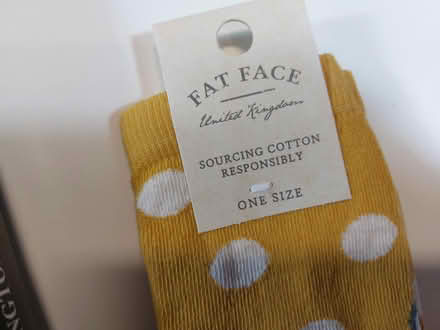 FAT FACE
United Kingdom
SOURCING COTTON
RESPONSIBLY
ONE SIZE